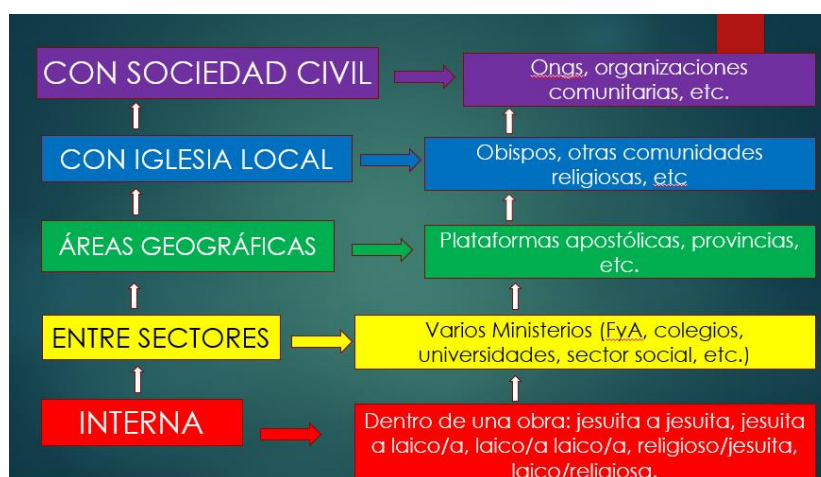 CON SOCIEDAD CIVIL
Ongs, organizaciones
comunitarias, etc.
CON IGLESIA LOCAL
Obispos, otras comunidades
religiosas, etc
ÁREAS GEOGRÁFICAS
Plataformas apostólicas, provincias,
etc.
ENTRE SECTORES
Varios Ministerios (FyA, colegios,
universidades, sector social, etc.)
INTERNA
Dentro de una obra: jesuita a jesuita, jesuita
a laico/a, laico/a laico/a, religioso/jesuita,
laico/religiosa.